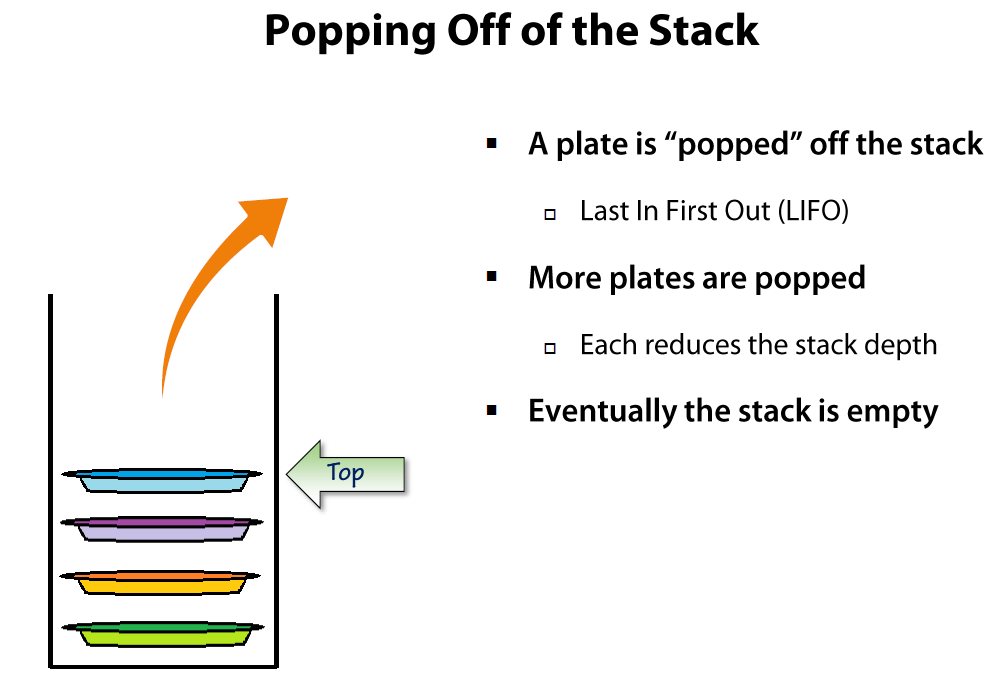 Popping Off of the Stack
▪ A plate is “popped” off the stack
▫ Last In First Out (LIFO)
▪ More plates are popped
▫ Each reduces the stack depth
▪ Eventually the stack is empty
Top